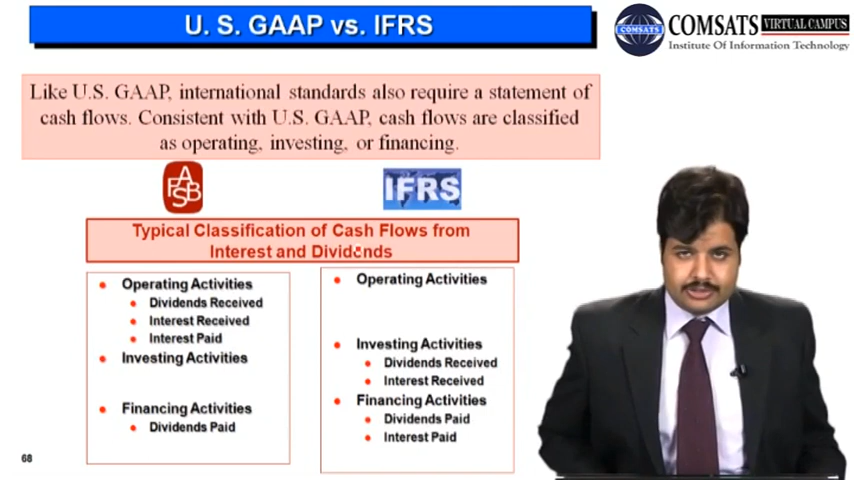 U. S. GAAP vs. IFRS
COMSATS
COMSATS VIRTUAL CAMPUS
Institute Of Information Technology
Like U.S. GAAP, international standards also require a statement of
cash flows. Consistent with U.S. GAAP, cash flows are classified
as operating, investing, or financing.
FASB
IFRS
Typical Classification of Cash Flows from
Interest and Dividends
Operating Activities
Dividends Received
Interest Received
Interest Paid
Investing Activities
Financing Activities
Dividends Paid
Operating Activities
Investing Activities
Dividends Received
Interest Received
Financing Activities
Dividends Paid
Interest Paid
68